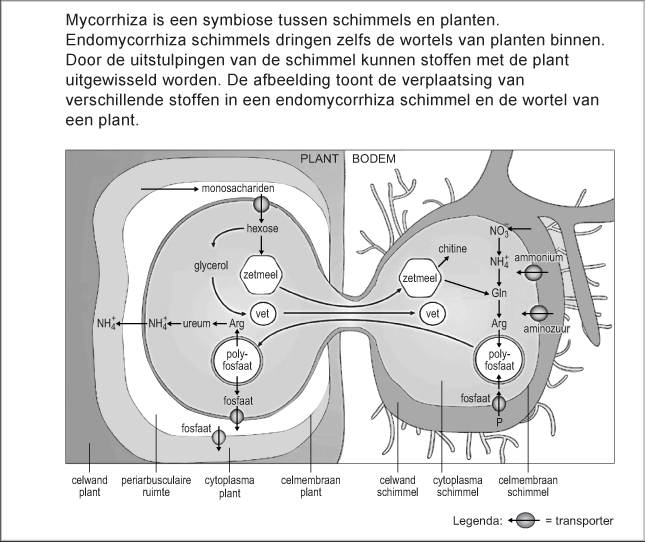 Mycorrhiza is een symbiose tussen schimmels en planten.
Endomycorrhiza schimmels dringen zelfs de wortels van planten binnen.
Door de uitstulpingen van de schimmel kunnen stoffen met de plant
uitgewisseld worden. De afbeelding toont de verplaatsing van
verschillende stoffen in een endomycorrhiza schimmel en de wortel van
een plant.
PLANT BODEM
monosachariden
hexose
glycerol
zetmeel
vet
NH₄⁺ NH₄⁺ ureum Arg
poly-
fosfaat
fosfaat
fosfaat
chitine
zetmeel
vet
NO₃⁻
NH₄⁺ ammonium
Gln
Arg aminozuur
poly-
fosfaat
fosfaat
P
celwand
plant
periarbusculaire
ruimte
cytoplasma
plant
celmembraan
plant
celwand
schimmel
cytoplasma
schimmel
celmembraan
schimmel
Legenda: = transporter